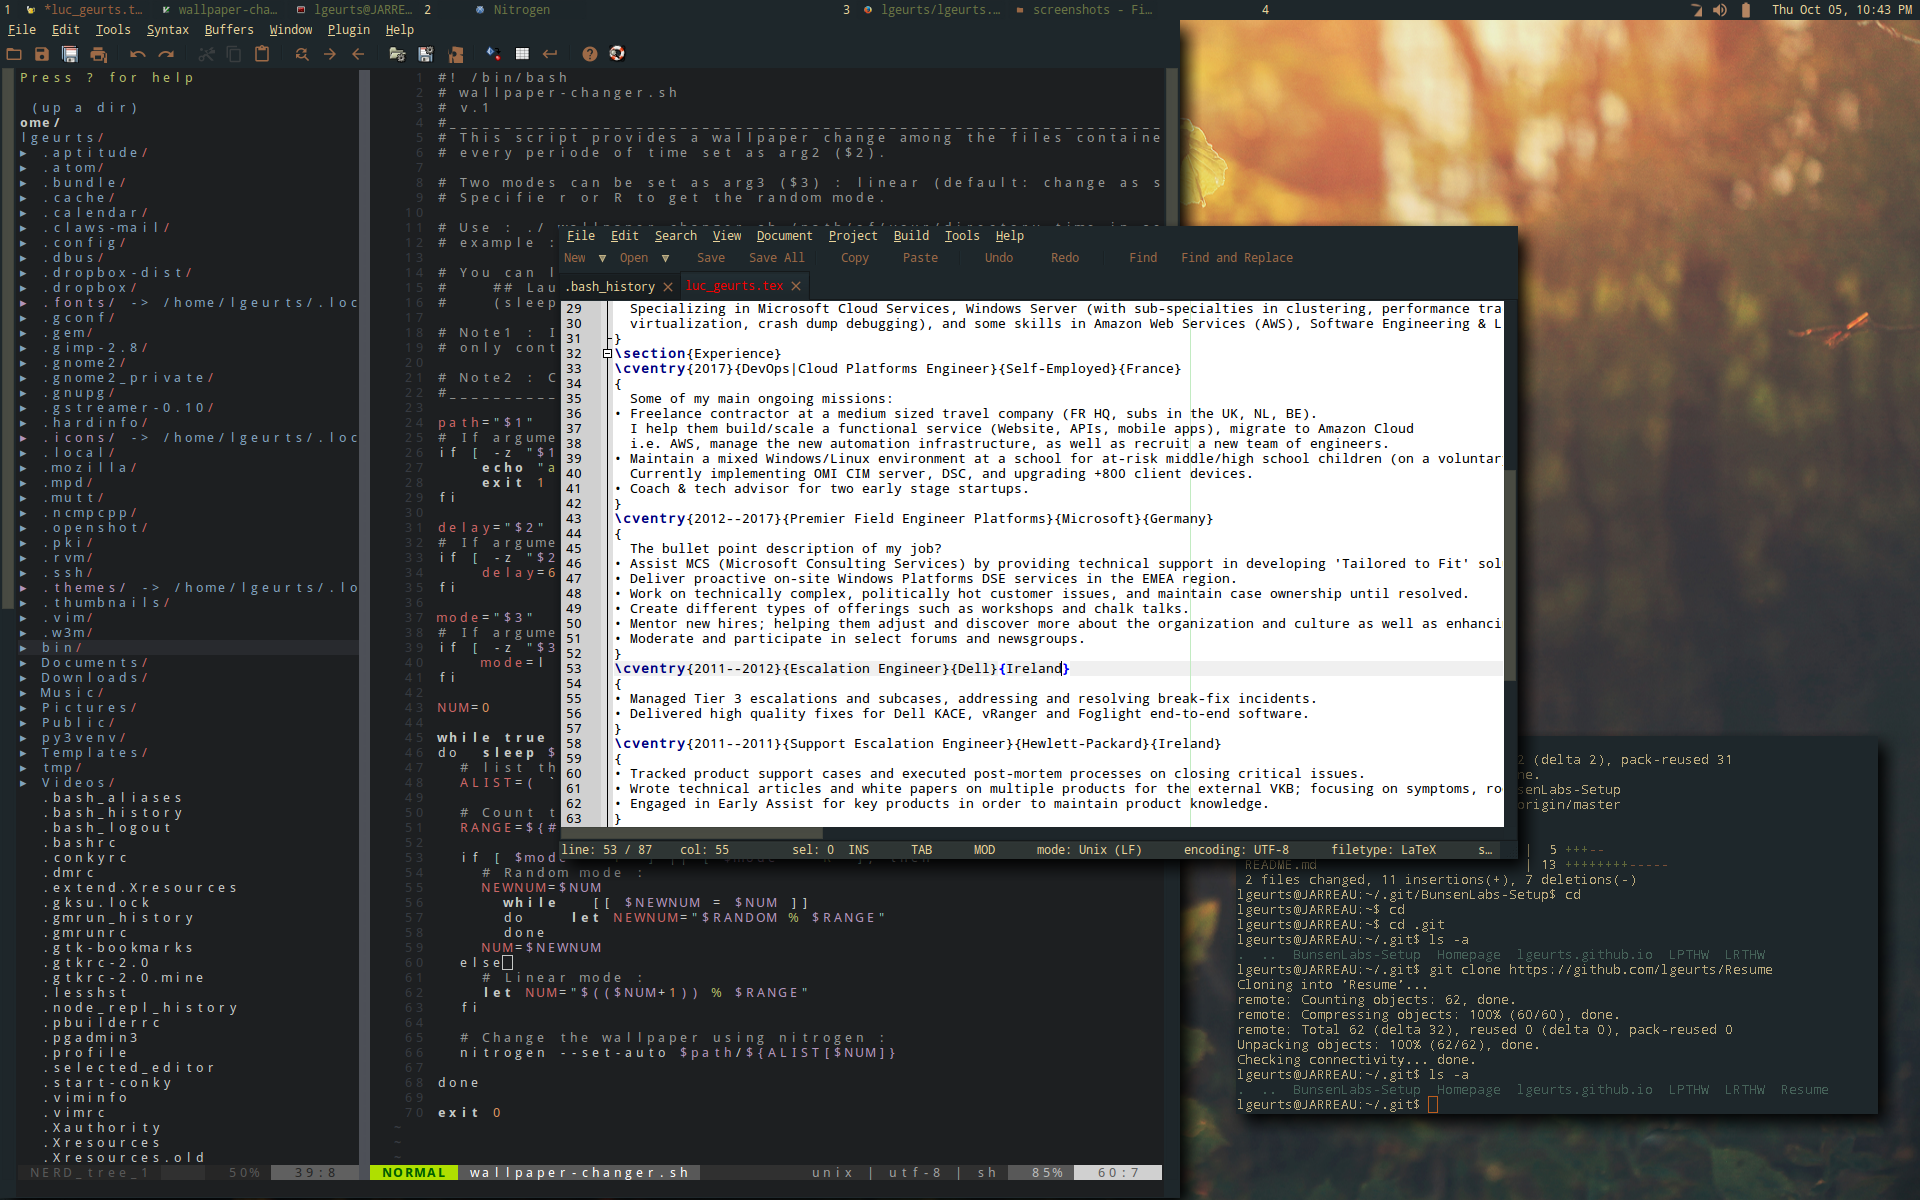 1 *luc_geurts.t… wallpaper-cha… lgeurts@JARRE… 2 Nitrogen 3 lgeurts/lgeurts.… screenshots - Fi… 4 Thu Oct 05, 10:43 PM
File Edit Tools Syntax Buffers Window Plugin Help
Press ? for help
(up a dir)
ome/
lgeurts/
▸ .aptitude/
▸ .atom/
▸ .bundle/
▸ .cache/
▸ .calendar/
▸ .claws-mail/
▸ .config/
▸ .dbus/
▸ .dropbox-dist/
▸ .dropbox/
▸ .fonts/ -> /home/lgeurts/.loc
▸ .gconf/
▸ .gem/
▸ .gimp-2.8/
▸ .gnome2/
▸ .gnome2_private/
▸ .gnupg/
▸ .gstreamer-0.10/
▸ .hardinfo/
▸ .icons/ -> /home/lgeurts/.loc
▸ .local/
▸ .mozilla/
▸ .mpd/
▸ .mutt/
▸ .ncmpcpp/
▸ .openshot/
▸ .pki/
▸ .rvm/
▸ .ssh/
▸ .themes/ -> /home/lgeurts/.lo
▸ .thumbnails/
▸ .vim/
▸ .w3m/
▸ bin/
▸ Documents/
▸ Downloads/
▸ Music/
▸ Pictures/
▸ Public/
▸ py3venv/
▸ Templates/
▸ tmp/
▸ Videos/
.bash_aliases
.bash_history
.bash_logout
.bashrc
.conkyrc
.dmrc
.extend.Xresources
.gksu.lock
.gmrun_history
.gmrunrc
.gtk-bookmarks
.gtkrc-2.0
.gtkrc-2.0.mine
.lesshst
.node_repl_history
.pbuilderrc
.pgadmin3
.profile
.selected_editor
.start-conky
.viminfo
.vimrc
.Xauthority
.Xresources
.Xresources.old
NERD_tree_1 50% 39:8
1 #! /bin/bash
2 # wallpaper-changer.sh
3 # v.1
4 #
5 # This script provides a wallpaper change among the files containe
6 # every periode of time set as arg2 ($2).
7
8 # Two modes can be set as arg3 ($3) : linear (default: change as s
9 # Specifie r or R to get the random mode.
10
11 # Use : ./
12 # example :
13
14 # You can l
15 ## Lau
16 (sleep
17
18 # Note1 : I
19 # only cont
20
21 # Note2 : C
22 #
23
24 path="$1"
25 # If argume
26 if [ -z "$1
27 echo "a
28 exit 1
29 fi
30
31 delay="$2"
32 # If argume
33 if [ -z "$2
34 delay=6
35 fi
36
37 mode="$3"
38 # If argume
39 if [ -z "$3
40 mode=l
41 fi
42
43 NUM=0
44
45 while true
46 do sleep $
47 # list th
48 ALIST=( `
49
50 # Count t
51 RANGE=${#
52
53 if [ $mod
54 # Random mode :
55 NEWNUM=$NUM
56 while [[ $NEWNUM = $NUM ]]
57 do let NEWNUM="$RANDOM % $RANGE"
58 done
59 NUM=$NEWNUM
60 else
61 # Linear mode :
62 let NUM="$(($NUM+1)) % $RANGE"
63 fi
64
65 # Change the wallpaper using nitrogen :
66 nitrogen --set-auto $path/${ALIST[$NUM]}
67
68 done
69
70 exit 0
~
~
~
NORMAL wallpaper-changer.sh unix | utf-8 | sh 85% 60:7
File Edit Search View Document Project Build Tools Help
New Open Save Save All Copy Paste Undo Redo Find Find and Replace
.bash_history luc_geurts.tex
29 Specializing in Microsoft Cloud Services, Windows Server (with sub-specialties in clustering, performance tra
30 virtualization, crash dump debugging), and some skills in Amazon Web Services (AWS), Software Engineering & L
31 }
32 \section{Experience}
33 \cventry{2017}{DevOps|Cloud Platforms Engineer}{Self-Employed}{France}
34 {
35 Some of my main ongoing missions:
36 • Freelance contractor at a medium sized travel company (FR HQ, subs in the UK, NL, BE).
37 I help them build/scale a functional service (Website, APIs, mobile apps), migrate to Amazon Cloud
38 i.e. AWS, manage the new automation infrastructure, as well as recruit a new team of engineers.
39 • Maintain a mixed Windows/Linux environment at a school for at-risk middle/high school children (on a voluntar
40 Currently implementing OMI CIM server, DSC, and upgrading +800 client devices.
41 • Coach & tech advisor for two early stage startups.
42 }
43 \cventry{2012--2017}{Premier Field Engineer Platforms}{Microsoft}{Germany}
44 {
45 The bullet point description of my job?
46 • Assist MCS (Microsoft Consulting Services) by providing technical support in developing 'Tailored to Fit' sol
47 • Deliver proactive on-site Windows Platforms DSE services in the EMEA region.
48 • Work on technically complex, politically hot customer issues, and maintain case ownership until resolved.
49 • Create different types of offerings such as workshops and chalk talks.
50 • Mentor new hires; helping them adjust and discover more about the organization and culture as well as enhanci
51 • Moderate and participate in select forums and newsgroups.
52 }
53 \cventry{2011--2012}{Escalation Engineer}{Dell}{Ireland}
54 {
55 • Managed Tier 3 escalations and subcases, addressing and resolving break-fix incidents.
56 • Delivered high quality fixes for Dell KACE, vRanger and Foglight end-to-end software.
57 }
58 \cventry{2011--2011}{Support Escalation Engineer}{Hewlett-Packard}{Ireland}
59 {
60 • Tracked product support cases and executed post-mortem processes on closing critical issues.
61 • Wrote technical articles and white papers on multiple products for the external VKB; focusing on symptoms, ro
62 • Engaged in Early Assist for key products in order to maintain product knowledge.
63 }
line: 53 / 87 col: 55 sel: 0 INS TAB MOD mode: Unix (LF) encoding: UTF-8 filetype: LaTeX s…
2 (delta 2), pack-reused 31
ne.
senLabs-Setup
origin/master
| 5 +++--
README.md | 13 ++++++++-----
2 files changed, 11 insertions(+), 7 deletions(-)
lgeurts@JARREAU:~/.git/BunsenLabs-Setup$ cd
lgeurts@JARREAU:~$ cd
lgeurts@JARREAU:~$ cd .git
lgeurts@JARREAU:~/.git$ ls -a
. .. BunsenLabs-Setup Homepage lgeurts.github.io LPTHW LRTHW
lgeurts@JARREAU:~/.git$ git clone https://github.com/lgeurts/Resume
Cloning into 'Resume'...
remote: Counting objects: 62, done.
remote: Compressing objects: 100% (60/60), done.
remote: Total 62 (delta 32), reused 0 (delta 0), pack-reused 0
Unpacking objects: 100% (62/62), done.
Checking connectivity... done.
lgeurts@JARREAU:~/.git$ ls -a
. .. BunsenLabs-Setup Homepage lgeurts.github.io LPTHW LRTHW Resume
lgeurts@JARREAU:~/.git$